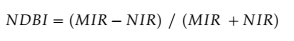 NDBI = (MIR − NIR) / (MIR + NIR)